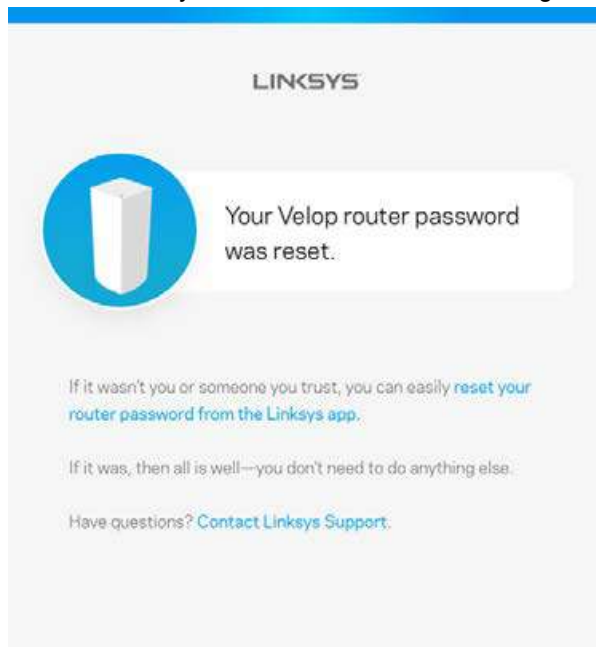 LINKSYS
Your Velop router password
was reset.
If it wasn't you or someone you trust, you can easily reset your
router password from the Linksys app.
If it was, then all is well—you don't need to do anything else.
Have questions? Contact Linksys Support.